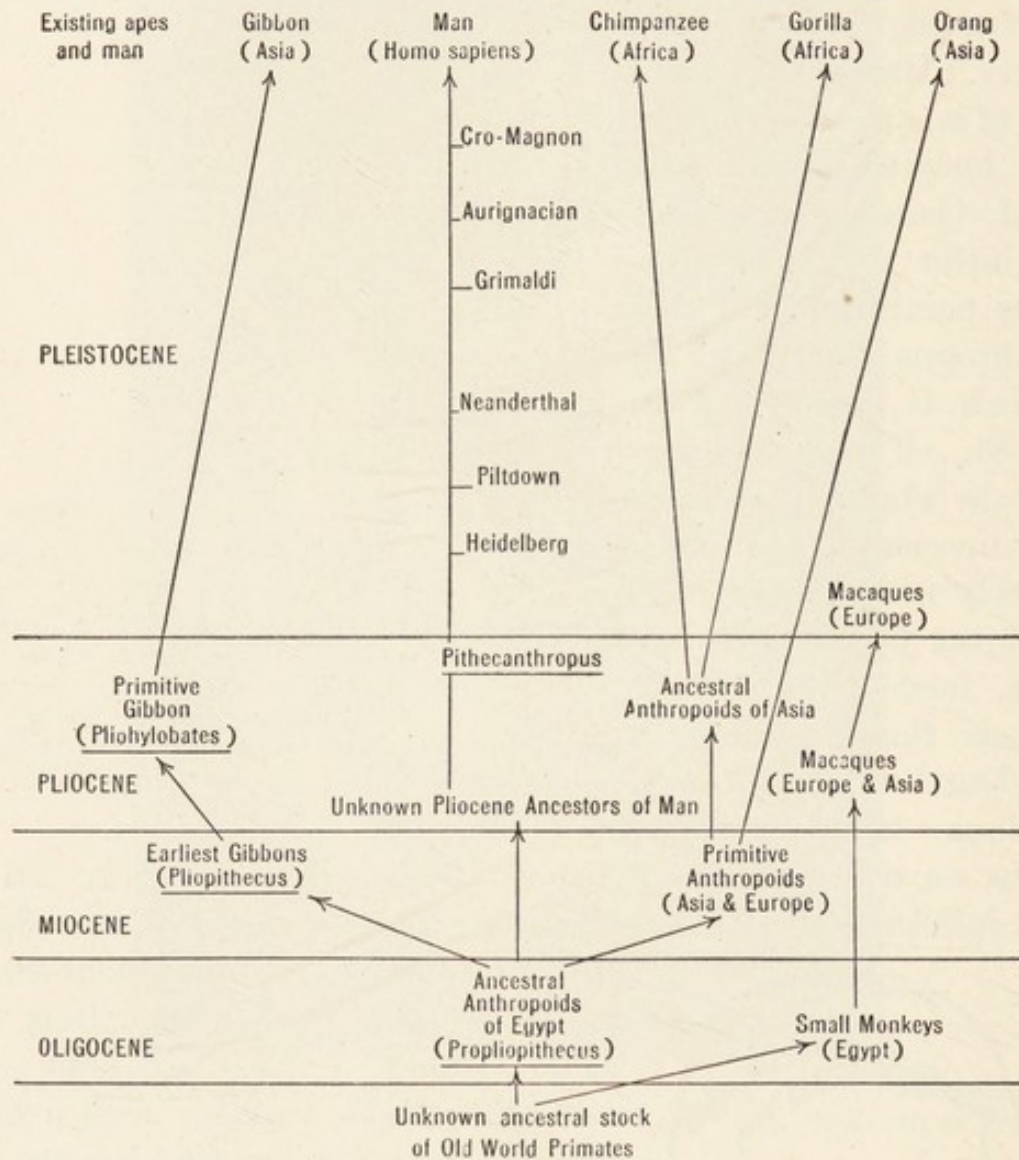 Existing apes
and man
Gibbon
(Asia)
Man
(Homo sapiens)
Chimpanzee
(Africa)
Gorilla
(Africa)
Orang
(Asia)
Cro-Magnon
Aurignacian
Grimaldi
PLEISTOCENE
Neanderthal
Piltdown
Heidelberg
Macaques
(Europe)
Pithecanthropus
Primitive
Gibbon
(Pliohylobates)
Ancestral
Anthropoids of Asia
Macaques
(Europe & Asia)
PLIOCENE
Unknown Pliocene Ancestors of Man
Earliest Gibbons
(Pliopithecus)
Primitive
Anthropoids
(Asia & Europe)
MIOCENE
Ancestral
Anthropoids
of Egypt
(Propliopithecus)
Small Monkeys
(Egypt)
OLIGOCENE
Unknown ancestral stock
of Old World Primates